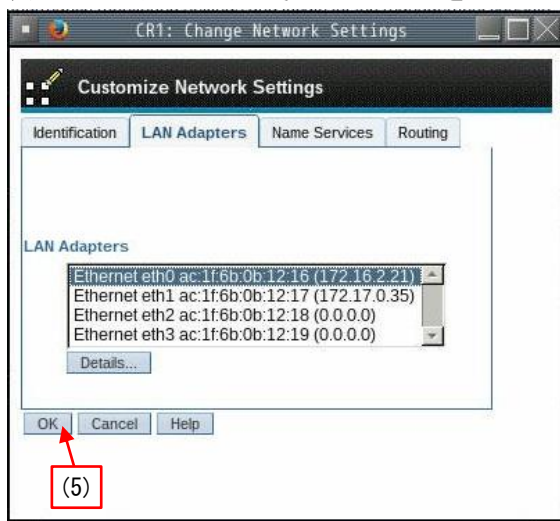 CR1: Change Network Settings
Customize Network Settings
Identification LAN Adapters Name Services Routing
LAN Adapters
Ethernet eth0 ac:1f:6b:0b:12:16 (172.16.2.21)
Ethernet eth1 ac:1f:6b:0b:12:17 (172.17.0.35)
Ethernet eth2 ac:1f:6b:0b:12:18 (0.0.0.0)
Ethernet eth3 ac:1f:6b:0b:12:19 (0.0.0.0)
Details...
OK Cancel Help
(5)